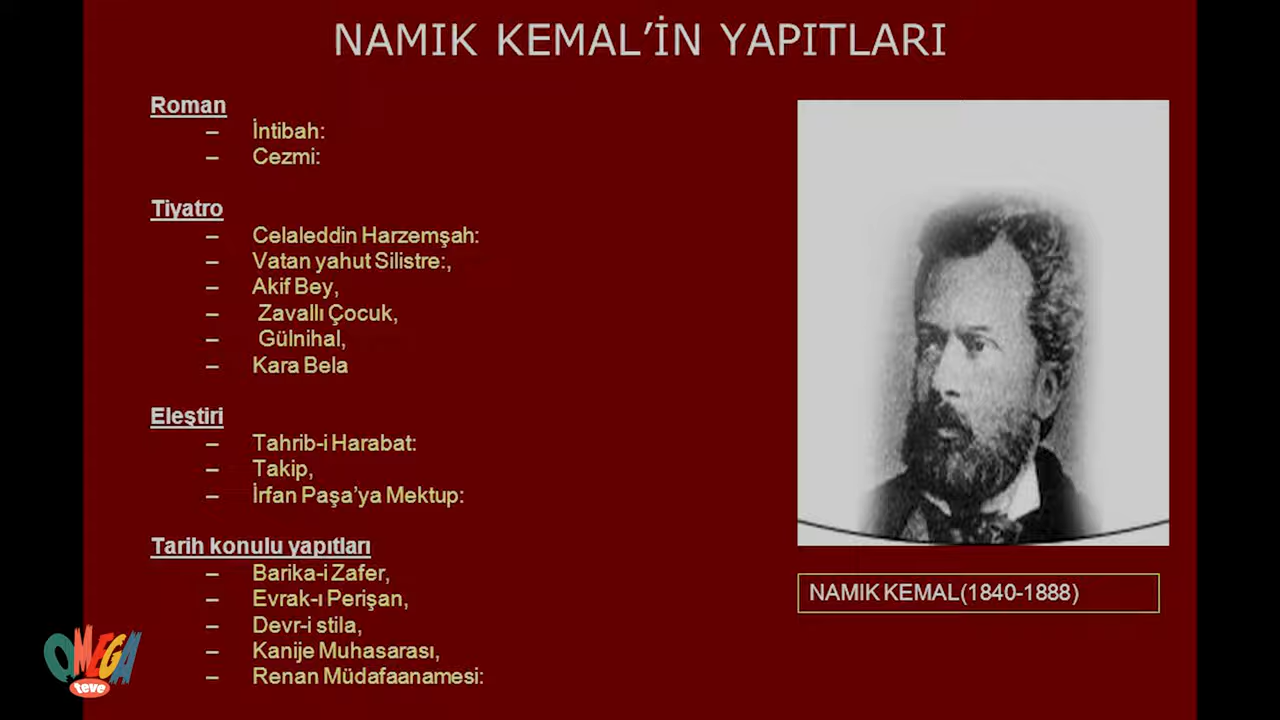 NAMIK KEMAL’İN YAPITLARI
Roman
– İntibah:
– Cezmi:
Tiyatro
– Celaleddin Harzemşah:
– Vatan yahut Silistre:,
– Akif Bey,
– Zavallı Çocuk,
– Gülnihal,
– Kara Bela
Eleştiri
– Tahrib-i Harabat:
– Takip,
– İrfan Paşa’ya Mektup:
Tarih konulu yapıtları
– Barika-i Zafer,
– Evrak-ı Perişan,
– Devr-i stila,
– Kanije Muhasarası,
– Renan Müdafaanamesi:
NAMIK KEMAL(1840-1888)
OMEGA
teve